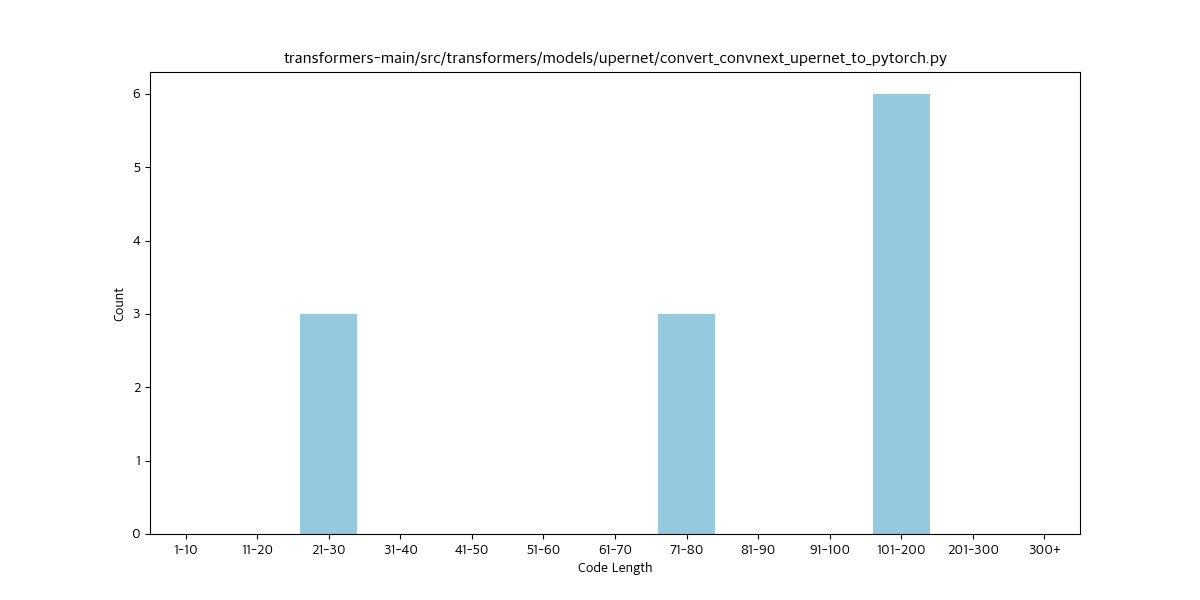 transformers-main/src/transformers/models/upernet/convert_convnext_upernet_to_pytorch.py
6
5
4
3
2
1
0
Count
1-10 11-20 21-30 31-40 41-50 51-60 61-70 71-80 81-90 91-100 101-200 201-300 300+
Code Length